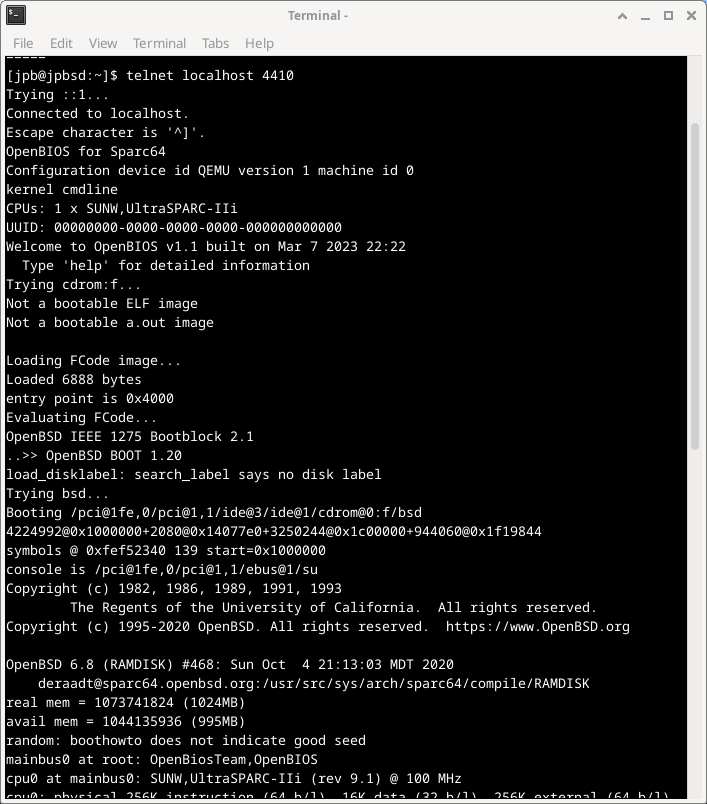 Terminal -
File Edit View Terminal Tabs Help
[jpb@jpbsd:~]$ telnet localhost 4410
Trying ::1...
Connected to localhost.
Escape character is '^]'.
OpenBIOS for Sparc64
Configuration device id QEMU version 1 machine id 0
kernel cmdline
CPUs: 1 x SUNW,UltraSPARC-IIi
UUID: 00000000-0000-0000-0000-000000000000
Welcome to OpenBIOS v1.1 built on Mar 7 2023 22:22
  Type 'help' for detailed information
Trying cdrom:f...
Not a bootable ELF image
Not a bootable a.out image
Loading FCode image...
Loaded 6888 bytes
entry point is 0x4000
Evaluating FCode...
OpenBSD IEEE 1275 Bootblock 2.1
..>> OpenBSD BOOT 1.20
load_disklabel: search_label says no disk label
Trying bsd...
Booting /pci@1fe,0/pci@1,1/ide@3/ide@1/cdrom@0:f/bsd
4224992@0x1000000+2080@0x14077e0+3250244@0x1c00000+944060@0x1f19844
symbols @ 0xfef52340 139 start=0x1000000
console is /pci@1fe,0/pci@1,1/ebus@1/su
Copyright (c) 1982, 1986, 1989, 1991, 1993
        The Regents of the University of California.  All rights reserved.
Copyright (c) 1995-2020 OpenBSD. All rights reserved.  https://www.OpenBSD.org
OpenBSD 6.8 (RAMDISK) #468: Sun Oct  4 21:13:03 MDT 2020
    deraadt@sparc64.openbsd.org:/usr/src/sys/arch/sparc64/compile/RAMDISK
real mem = 1073741824 (1024MB)
avail mem = 1044135936 (995MB)
random: boothowto does not indicate good seed
mainbus0 at root: OpenBiosTeam,OpenBIOS
cpu0 at mainbus0: SUNW,UltraSPARC-IIi (rev 9.1) @ 100 MHz
cpu0: physical 256K instruction (64 b/l), 16K data (32 b/l), 256K external (64 b/l)